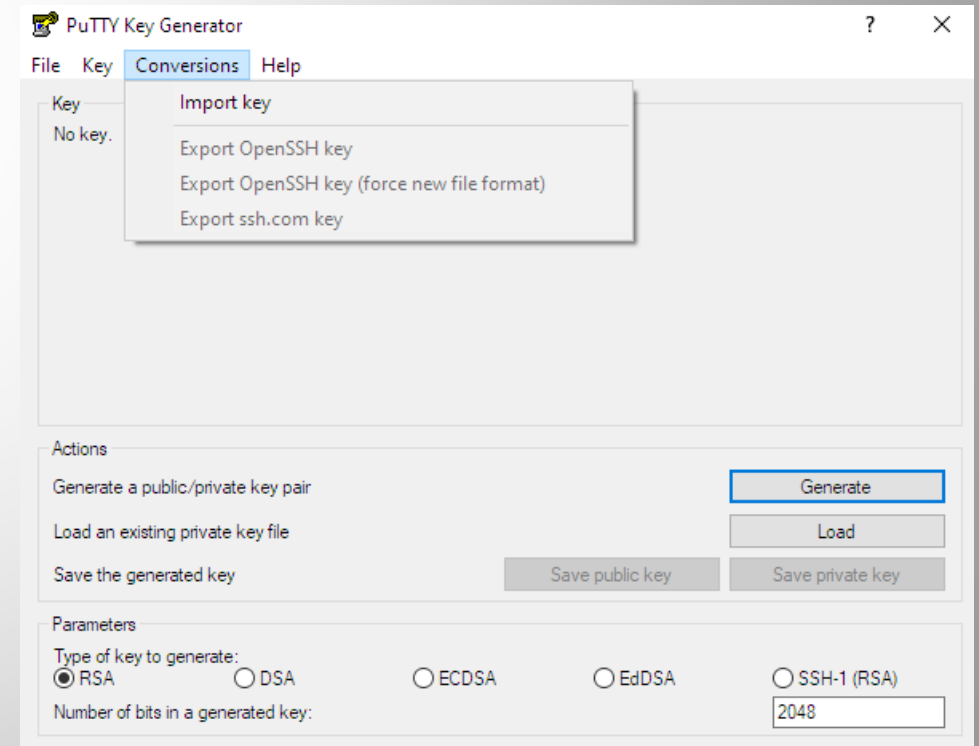 PuTTY Key Generator ?
File Key Conversions Help
Key
No key.
Import key
Export OpenSSH key
Export OpenSSH key (force new file format)
Export ssh.com key
Actions
Generate a public/private key pair Generate
Load an existing private key file Load
Save the generated key Save public key Save private key
Parameters
Type of key to generate:
RSA DSA ECDSA EdDSA SSH-1 (RSA)
Number of bits in a generated key: 2048